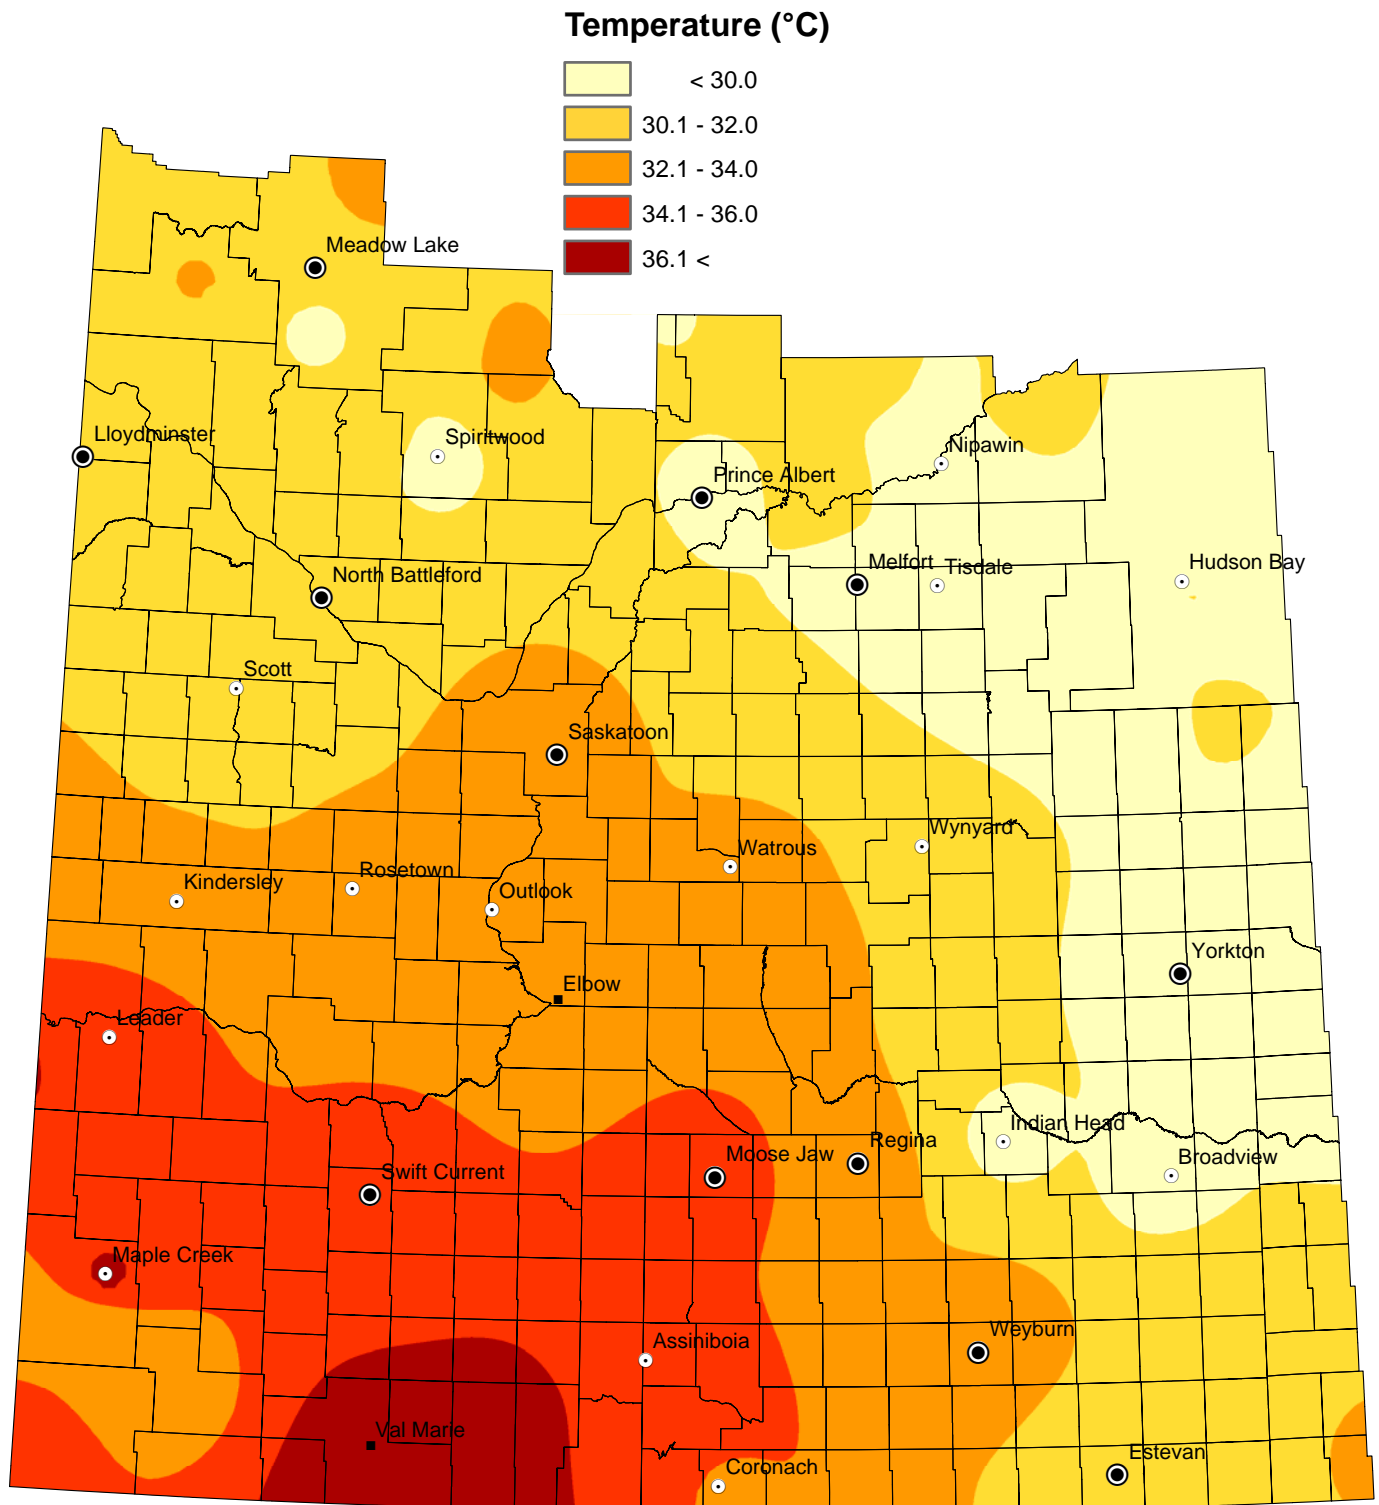 Temperature (°C)
< 30.0
30.1 - 32.0
32.1 - 34.0
34.1 - 36.0
36.1 <
Meadow Lake
Lloydminster
Spiritwood
Nipawin
Prince Albert
Melfort
Tisdale
Hudson Bay
North Battleford
Scott
Saskatoon
Wynyard
Watrous
Rosetown
Kindersley
Outlook
Yorkton
Elbow
Leader
Indian Head
Regina
Moose Jaw
Broadview
Swift Current
Maple Creek
Weyburn
Assiniboia
Val Marie
Estevan
Coronach